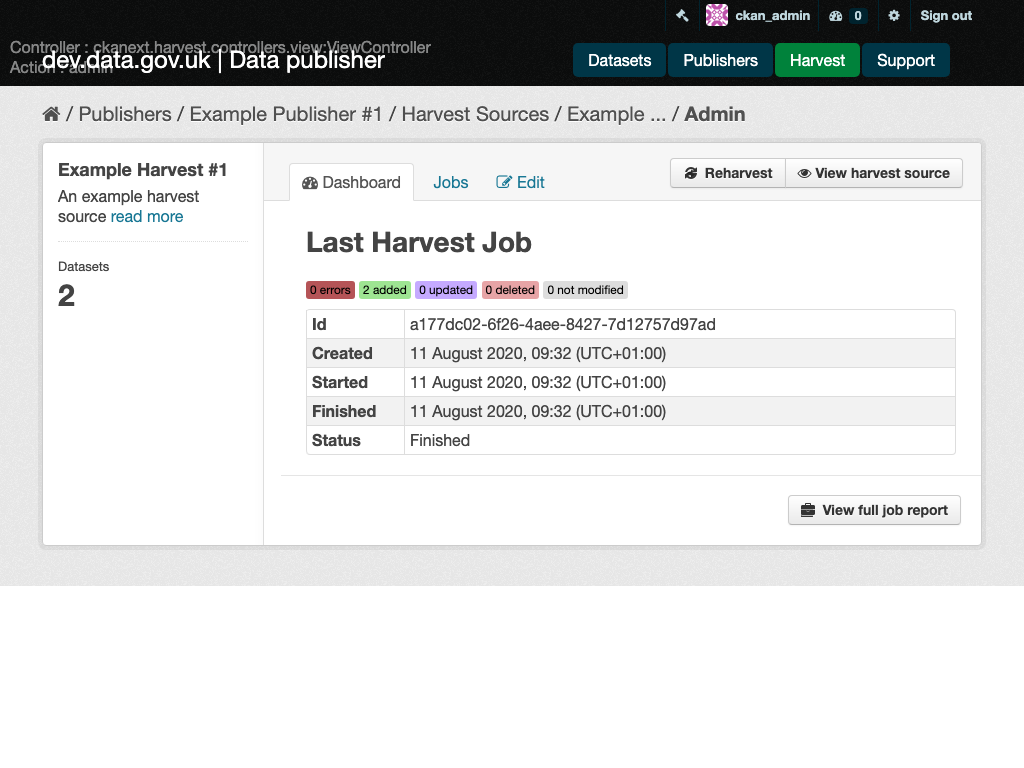 ckan_admin 0 Sign out
Controller : ckanext.harvest.controllers.view:ViewController
Action : admin
dev.data.gov.uk | Data publisher
Datasets Publishers Harvest Support
/ Publishers / Example Publisher #1 / Harvest Sources / Example ... / Admin
Example Harvest #1
An example harvest
source read more
Datasets
2
Dashboard Jobs Edit
Reharvest View harvest source
Last Harvest Job
0 errors 2 added 0 updated 0 deleted 0 not modified
Id a177dc02-6f26-4aee-8427-7d12757d97ad
Created 11 August 2020, 09:32 (UTC+01:00)
Started 11 August 2020, 09:32 (UTC+01:00)
Finished 11 August 2020, 09:32 (UTC+01:00)
Status Finished
View full job report